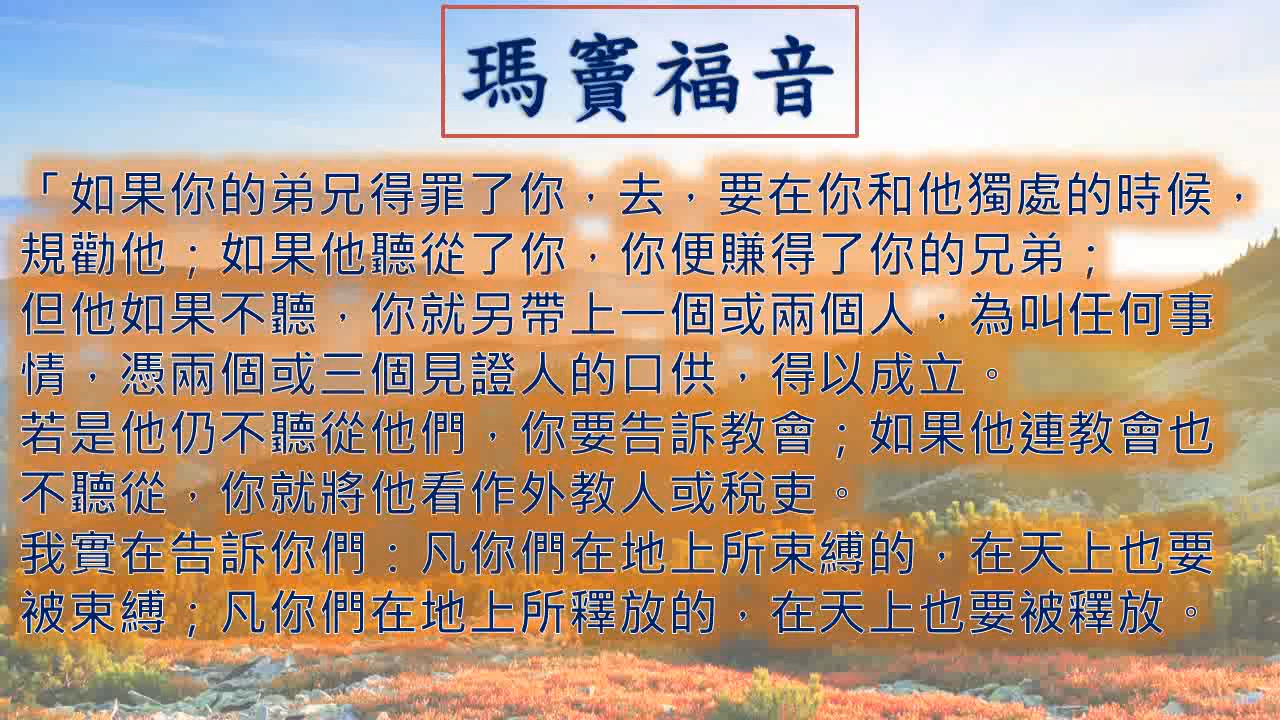 瑪竇福音
「如果你的弟兄得罪了你，去，要在你和他獨處的時候，
規勸他；如果他聽從了你，你便賺得了你的兄弟；
但他如果不聽，你就另帶上一個或兩個人，為叫任何事
情，憑兩個或三個見證人的口供，得以成立。
若是他仍不聽從他們，你要告訴教會；如果他連教會也
不聽從，你就將他看作外教人或稅吏。
我實在告訴你們：凡你們在地上所束縛的，在天上也要
被束縛；凡你們在地上所釋放的，在天上也要被釋放。